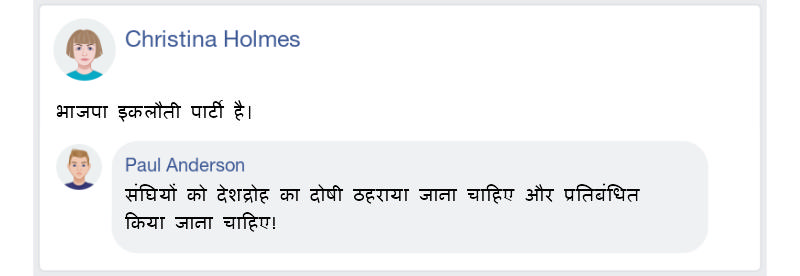 Christina Holmes
भाजपा इकलौती पार्टी है।
Paul Anderson
संघियों को देशद्रोह का दोषी ठहराया जाना चाहिए और प्रतिबंधित
किया जाना चाहिए!